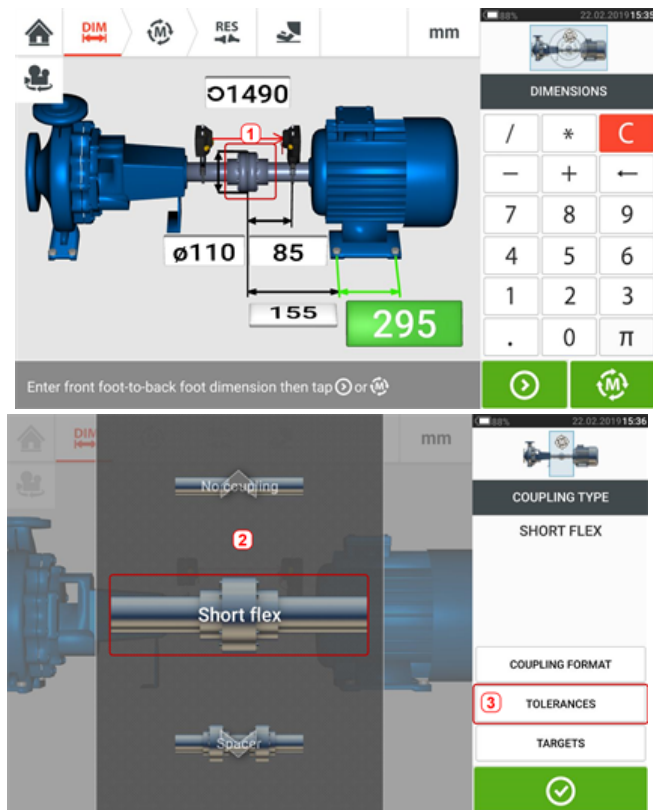 DIM
M
RES
mm
88%
22.02.2019 15:35
1490
1
ø110
85
155
295
Enter front foot-to-back foot dimension then tap or M
DIMENSIONS
/ * C
− + ←
7 8 9
4 5 6
1 2 3
. 0 π
M
DIM
mm
88%
22.02.2019 15:36
No coupling
2
Short flex
Spacer
COUPLING TYPE
SHORT FLEX
COUPLING FORMAT
3 TOLERANCES
TARGETS